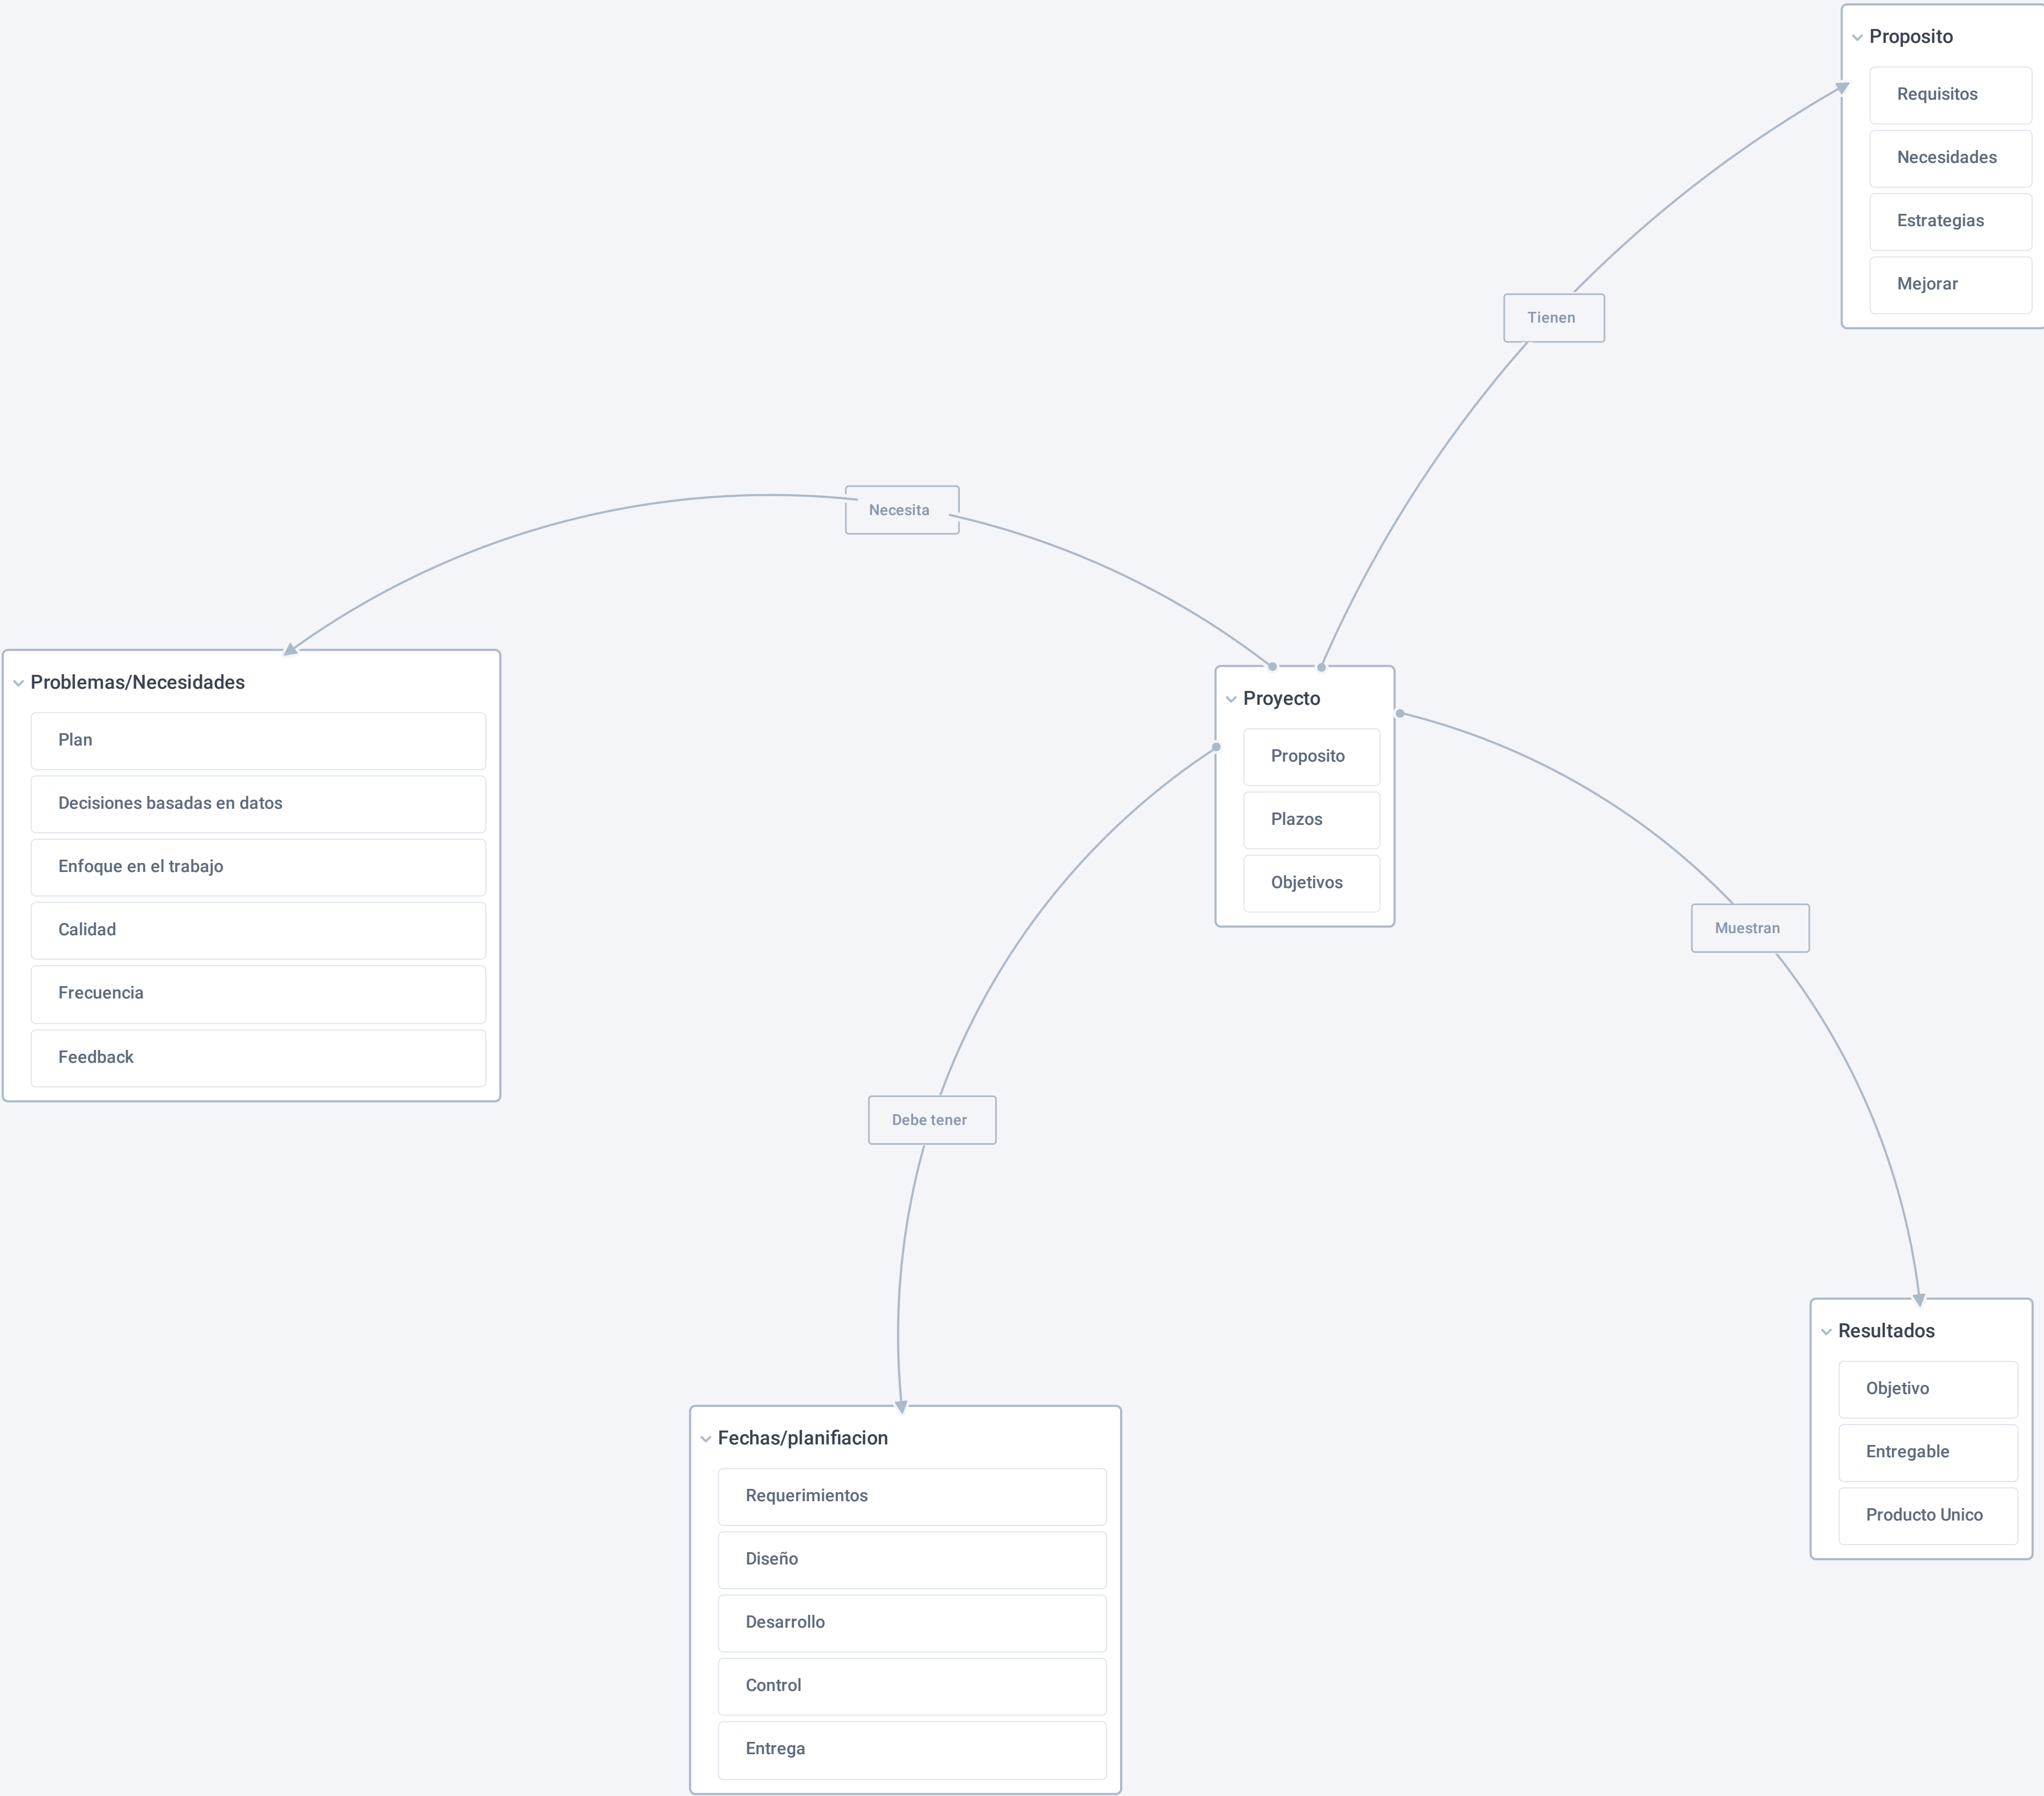 Proposito
Requisitos
Necesidades
Estrategias
Mejorar
Tienen
Necesita
Problemas/Necesidades
Plan
Decisiones basadas en datos
Enfoque en el trabajo
Calidad
Frecuencia
Feedback
Proyecto
Proposito
Plazos
Objetivos
Muestran
Debe tener
Resultados
Objetivo
Entregable
Producto Unico
Fechas/planifiacion
Requerimientos
Diseño
Desarrollo
Control
Entrega